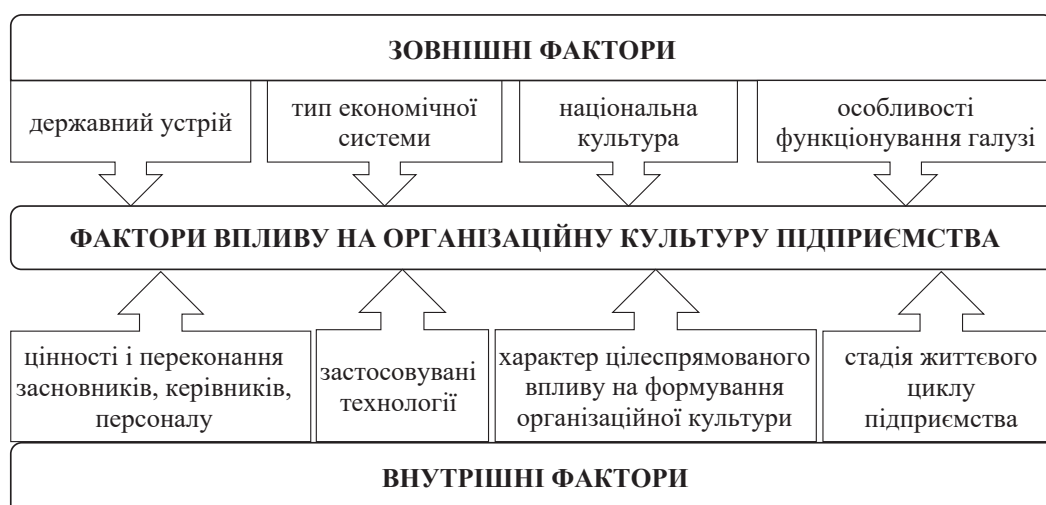 ЗОВНІШНІ ФАКТОРИ
державний устрій
тип економічної
системи
національна
культура
особливості
функціонування галузі
ФАКТОРИ ВПЛИВУ НА ОРГАНІЗАЦІЙНУ КУЛЬТУРУ ПІДПРИЄМСТВА
цінності і переконання
засновників, керівників,
персоналу
застосовувані
технології
характер цілеспрямованого
впливу на формування
організаційної культури
стадія життєвого
циклу
підприємства
ВНУТРІШНІ ФАКТОРИ